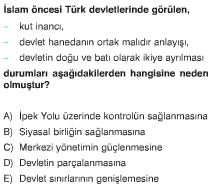 İslam öncesi Türk devletlerinde görülen,
– kut inancı,
– devlet hanedanın ortak malıdır anlayışı,
– devletin doğu ve batı olarak ikiye ayrılması
durumları aşağıdakilerden hangisine neden
olmuştur?
A) İpek Yolu üzerinde kontrolün sağlanmasına
B) Siyasal birliğin sağlanmasına
C) Merkezi yönetimin güçlenmesine
D) Devletin parçalanmasına
E) Devlet sınırlarının genişlemesine